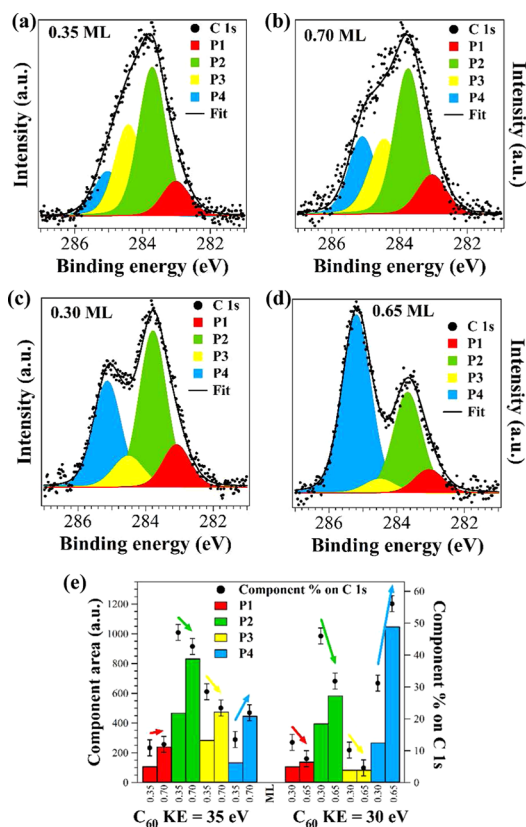 (a) 0.35 ML
C 1s
P1
P2
P3
P4
Fit
Intensity (a.u.)
286 284 282
Binding energy (eV)
(b) 0.70 ML
C 1s
P1
P2
P3
P4
Fit
Intensity (a.u.)
286 284 282
Binding energy (eV)
(c) 0.30 ML
C 1s
P1
P2
P3
P4
Fit
Intensity (a.u.)
286 284 282
Binding energy (eV)
(d) 0.65 ML
C 1s
P1
P2
P3
P4
Fit
Intensity (a.u.)
286 284 282
Binding energy (eV)
(e)
Component % on C 1s
P1
P2
P3
P4
Component area (a.u.)
1200
1000
800
600
400
200
0
Component % on C 1s
60
50
40
30
20
10
0
0.35 0.70 0.35 0.70 0.35 0.70 0.35 0.70 ML 0.30 0.65 0.30 0.65 0.30 0.65 0.30 0.65
C₆₀ KE = 35 eV C₆₀ KE = 30 eV